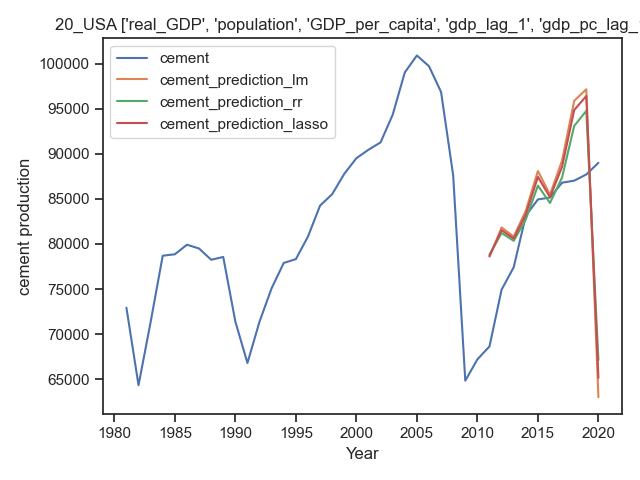 20_USA ['real_GDP', 'population', 'GDP_per_capita', 'gdp_lag_1', 'gdp_pc_lag_
cement
cement_prediction_lm
cement_prediction_rr
cement_prediction_lasso
100000
95000
90000
85000
80000
75000
70000
65000
cement production
1980 1985 1990 1995 2000 2005 2010 2015 2020
Year